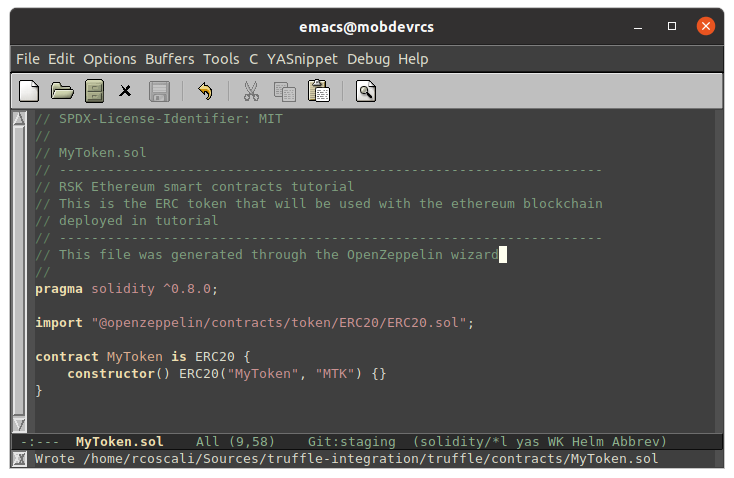 emacs@mobdevrcs
File Edit Options Buffers Tools C YASnippet Debug Help
// SPDX-License-Identifier: MIT
//
// MyToken.sol
// --------------------------------------------------------------------
// RSK Ethereum smart contracts tutorial
// This is the ERC token that will be used with the ethereum blockchain
// deployed in tutorial
// --------------------------------------------------------------------
// This file was generated through the OpenZeppelin wizard
//
pragma solidity ^0.8.0;

import "@openzeppelin/contracts/token/ERC20/ERC20.sol";

contract MyToken is ERC20 {
    constructor() ERC20("MyToken", "MTK") {}
}
-:---  MyToken.sol    All (9,58)    Git:staging  (solidity/*l yas WK Helm Abbrev)
Wrote /home/rcoscali/Sources/truffle-integration/truffle/contracts/MyToken.sol